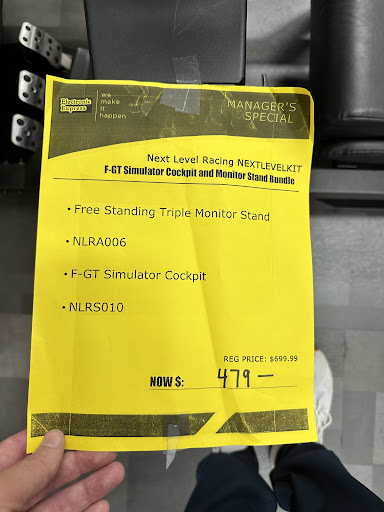 Electronic
Express
we
make
it
happen
MANAGER'S
SPECIAL
Next Level Racing NEXTLEVELKIT
F-GT Simulator Cockpit and Monitor Stand Bundle
• Free Standing Triple Monitor Stand
• NLRA006
• F-GT Simulator Cockpit
• NLRS010
REG PRICE: $699.99
NOW $: 479 —